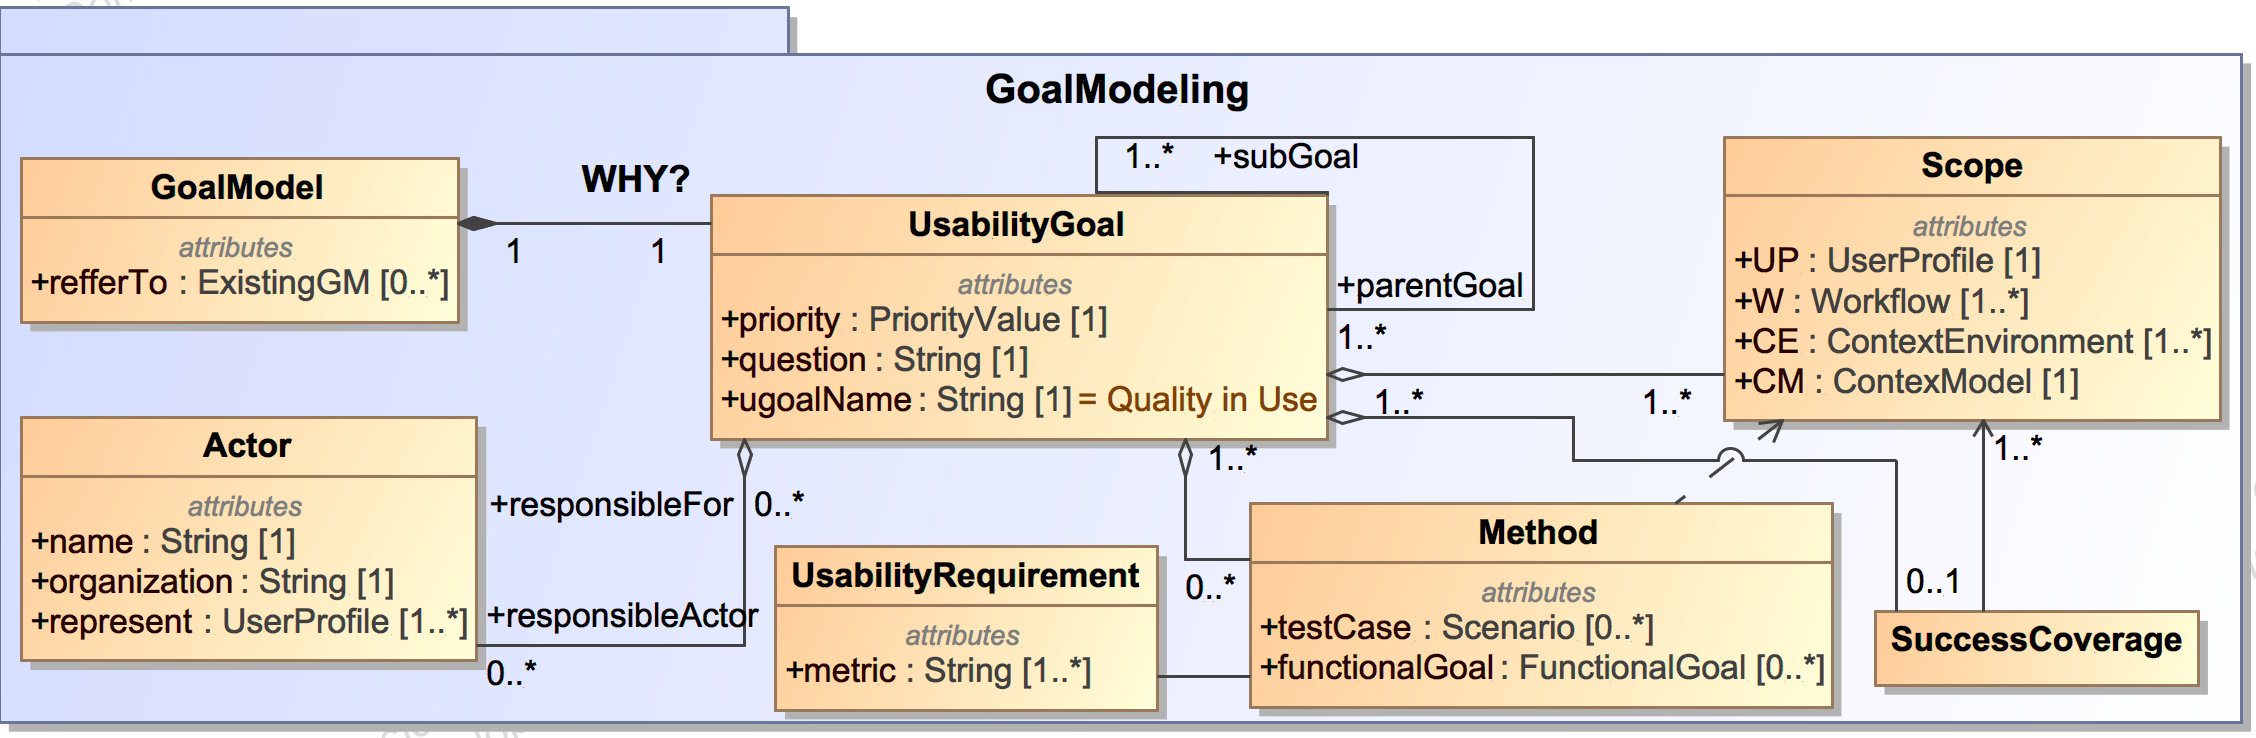 GoalModeling
GoalModel
attributes
+refferTo : ExistingGM [0..*]
WHY?
1
1
1..* +subGoal
UsabilityGoal
attributes
+priority : PriorityValue [1]
+question : String [1]
+ugoalName : String [1] = Quality in Use
+parentGoal
1..*
1..*
1..*
Scope
attributes
+UP : UserProfile [1]
+W : Workflow [1..*]
+CE : ContextEnvironment [1..*]
+CM : ContexModel [1]
Actor
attributes
+name : String [1]
+organization : String [1]
+represent : UserProfile [1..*]
+responsibleFor 0..*
+responsibleActor
0..*
1..*
0..*
UsabilityRequirement
attributes
+metric : String [1..*]
Method
attributes
+testCase : Scenario [0..*]
+functionalGoal : FunctionalGoal [0..*]
1..*
0..1
SuccessCoverage